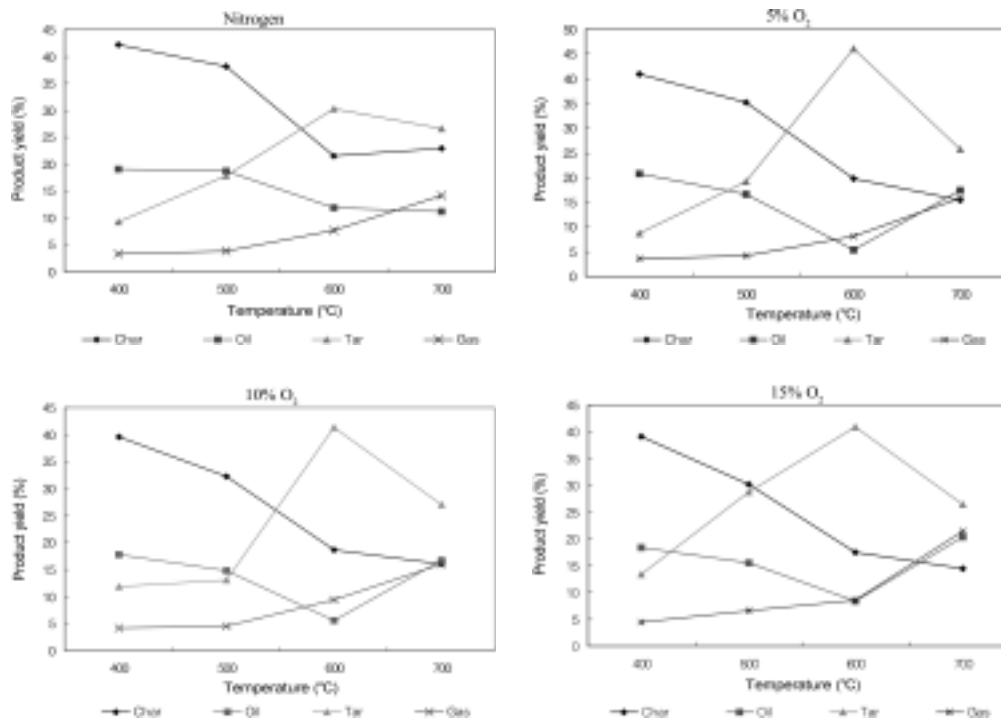 Nitrogen
45
40
35
30
25
20
15
10
5
0
Product yield (%)
400 500 600 700
Temperature (°C)
Char Oil Tar Gas
5% O₂
50
45
40
35
30
25
20
15
10
5
0
Product yield (%)
400 500 600 700
Temperature (°C)
Char Oil Tar Gas
10% O₂
45
40
35
30
25
20
15
10
5
0
Product yield (%)
400 500 600 700
Temperature (°C)
Char Oil Tar Gas
15% O₂
45
40
35
30
25
20
15
10
5
0
Product yield (%)
400 500 600 700
Temperature (°C)
Char Oil Tar Gas